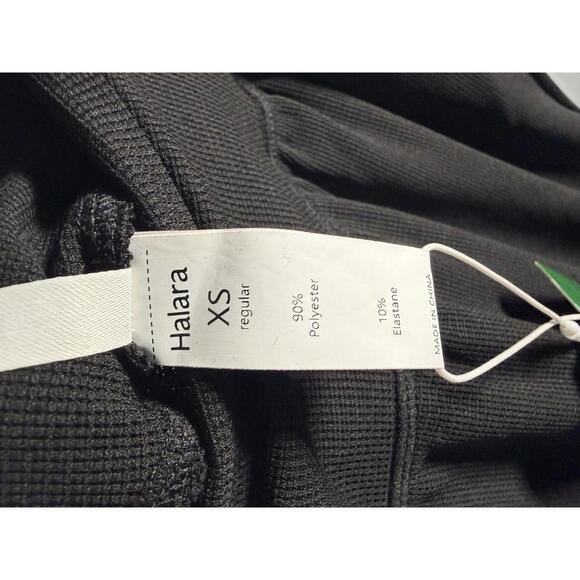 Halara
XS
regular
90%
Polyester
10%
Elastane
MADE IN CHINA